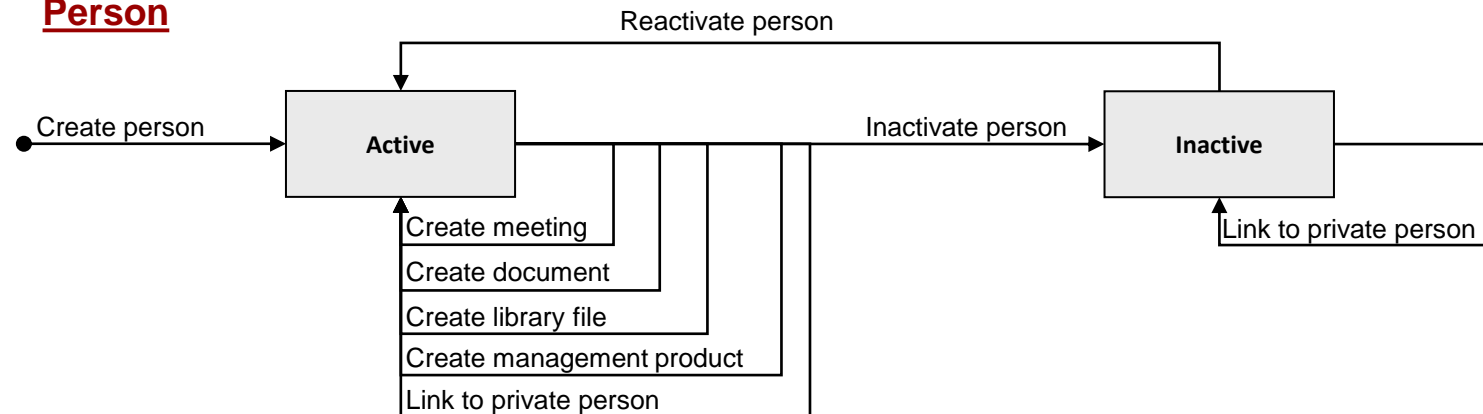 Person
Reactivate person
Create person
Active
Inactivate person
Inactive
Create meeting
Link to private person
Create document
Create library file
Create management product
Link to private person